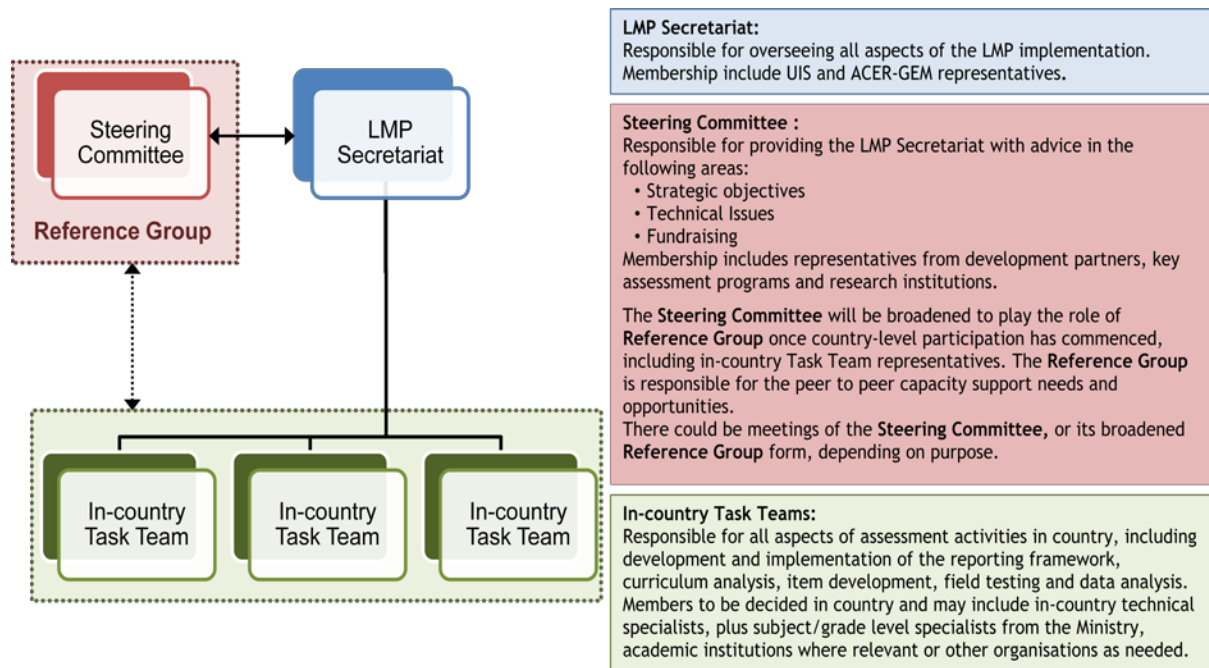 Steering
Committee
LMP
Secretariat
Reference Group
In-country
Task Team
In-country
Task Team
In-country
Task Team
LMP Secretariat:
Responsible for overseeing all aspects of the LMP implementation.
Membership include UIS and ACER-GEM representatives.
Steering Committee :
Responsible for providing the LMP Secretariat with advice in the
following areas:
• Strategic objectives
• Technical Issues
• Fundraising
Membership includes representatives from development partners, key
assessment programs and research institutions.
The Steering Committee will be broadened to play the role of
Reference Group once country-level participation has commenced,
including in-country Task Team representatives. The Reference Group
is responsible for the peer to peer capacity support needs and
opportunities.
There could be meetings of the Steering Committee, or its broadened
Reference Group form, depending on purpose.
In-country Task Teams:
Responsible for all aspects of assessment activities in country, including
development and implementation of the reporting framework,
curriculum analysis, item development, field testing and data analysis.
Members to be decided in country and may include in-country technical
specialists, plus subject/grade level specialists from the Ministry,
academic institutions where relevant or other organisations as needed.